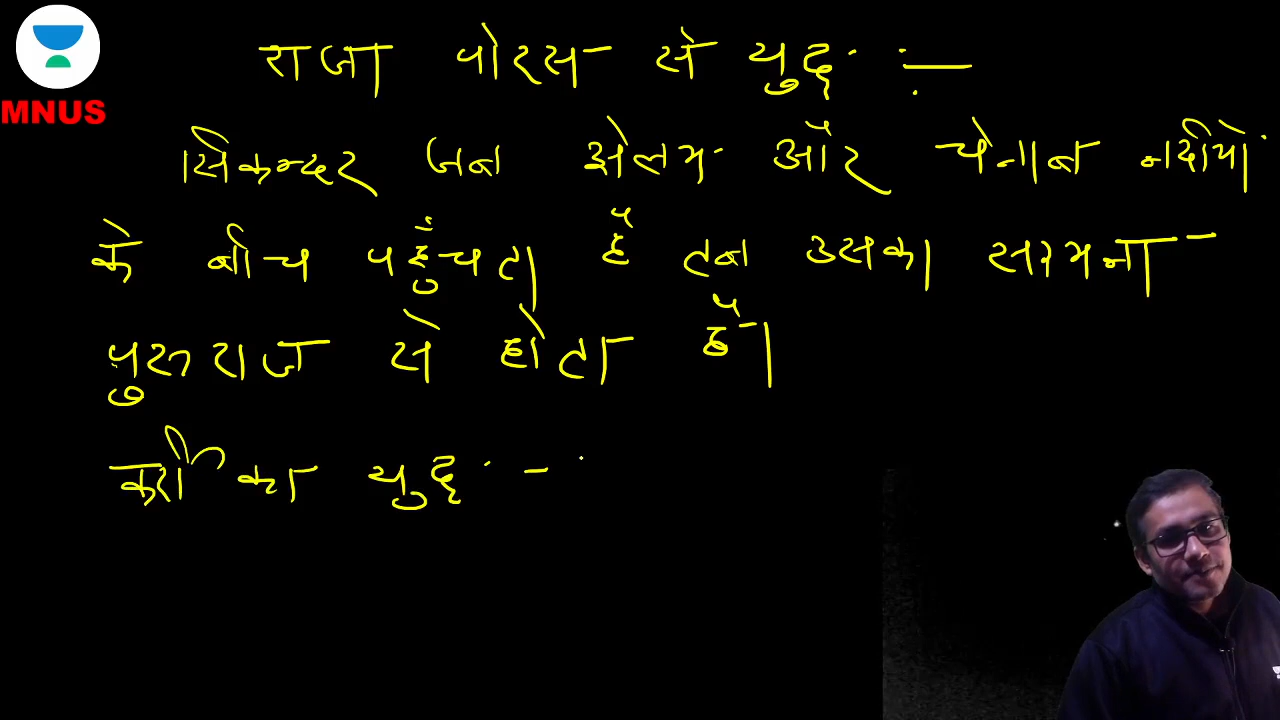 MNUS
राजा पोरस से युद्ध :-
सिकन्दर जब झेलम और चेनाब नदीयों
के बीच पहुँचता है तब उसका सामना
पुरुराज से होता है।
करी का युद्ध -